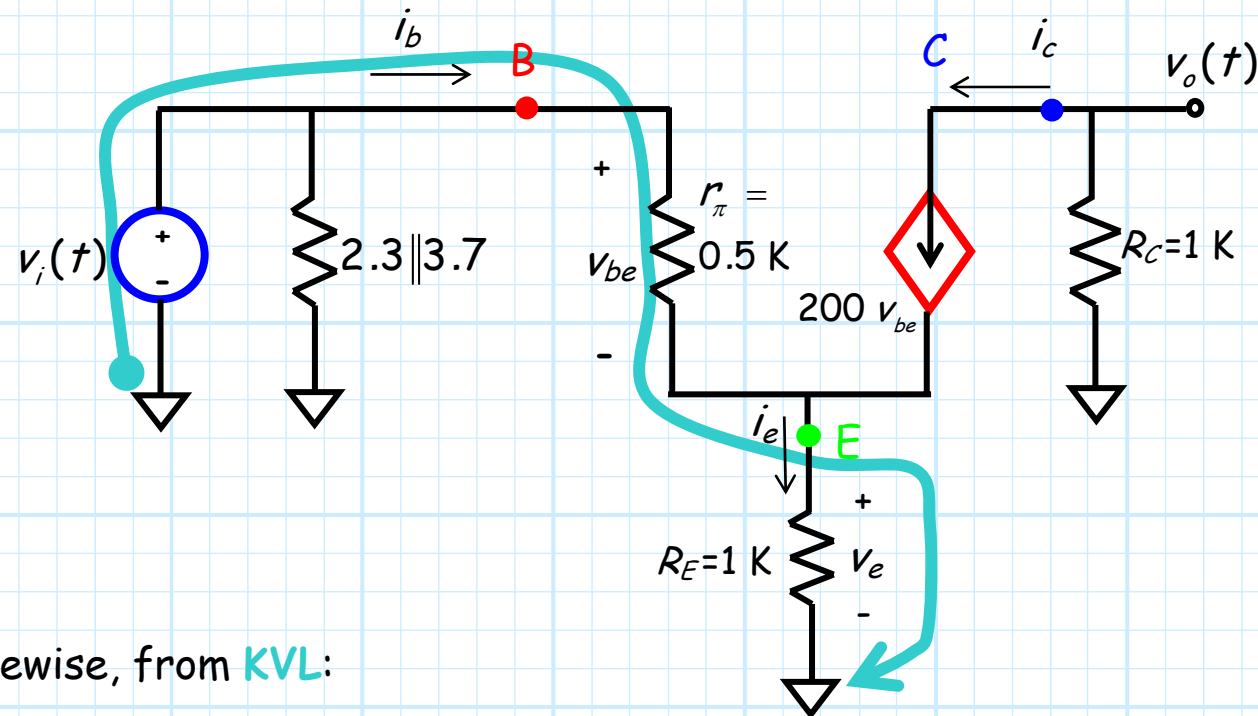 i_b
B
C
i_c
v_o(t)
+
r_π =
+
v_i(t)
2.3||3.7
v_be
0.5 K
R_C=1 K
-
200 v_be
-
i_e
E
+
R_E=1 K
v_e
-
ewise, from KVL: